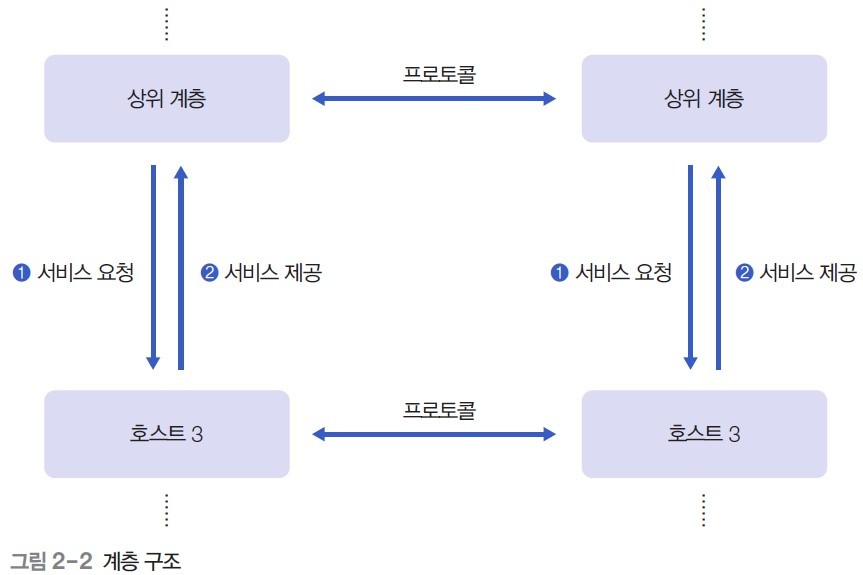 프로토콜
상위 계층
상위 계층
❶ 서비스 요청
❷ 서비스 제공
❶ 서비스 요청
❷ 서비스 제공
프로토콜
호스트 3
호스트 3
그림 2-2 계층 구조